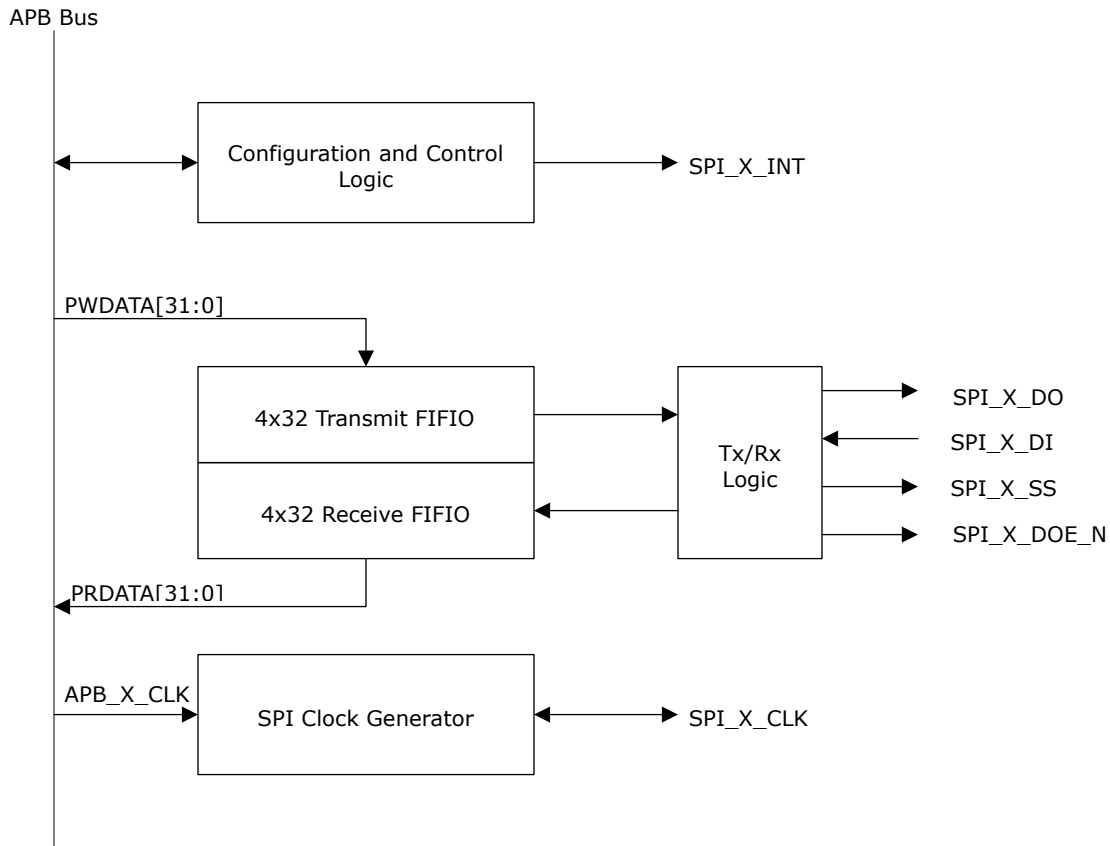 APB Bus
Configuration and Control
Logic
SPI_X_INT
PWDATA[31:0]
4x32 Transmit FIFIO
Tx/Rx
Logic
SPI_X_DO
SPI_X_DI
SPI_X_SS
SPI_X_DOE_N
4x32 Receive FIFIO
PRDATA[31:0]
APB_X_CLK
SPI Clock Generator
SPI_X_CLK